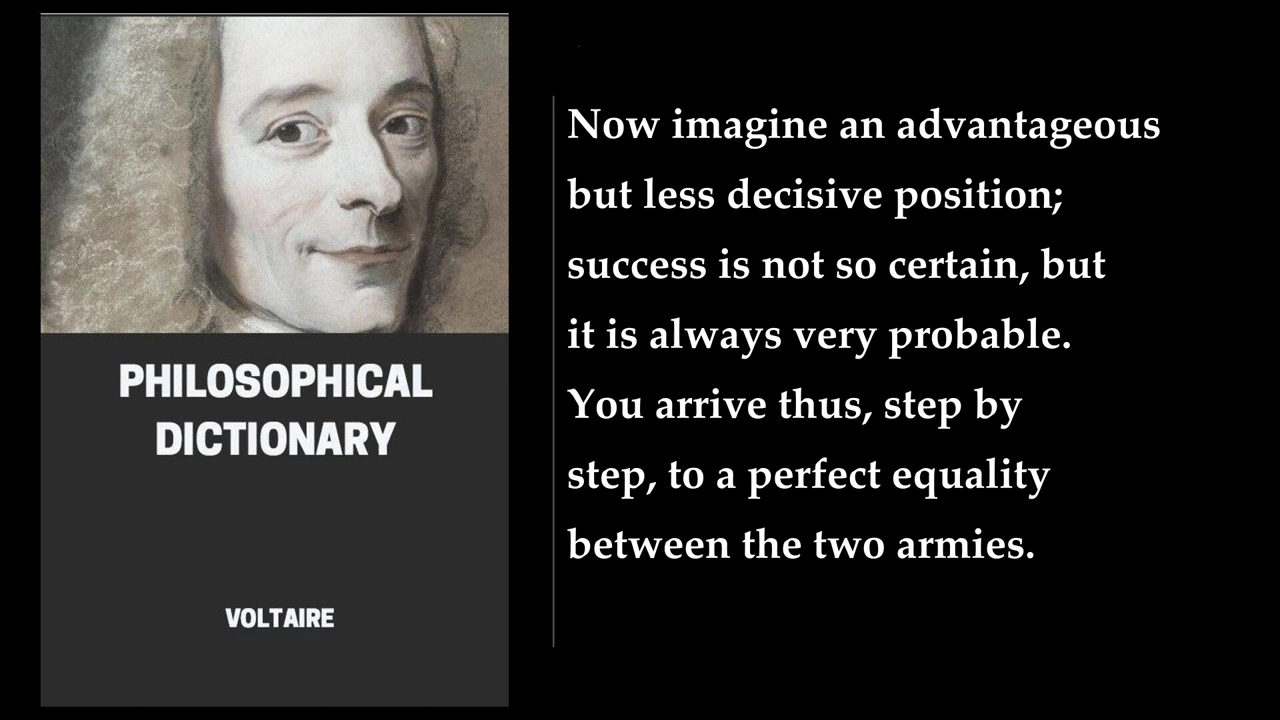 PHILOSOPHICAL
DICTIONARY
VOLTAIRE
Now imagine an advantageous
but less decisive position;
success is not so certain, but
it is always very probable.
You arrive thus, step by
step, to a perfect equality
between the two armies.